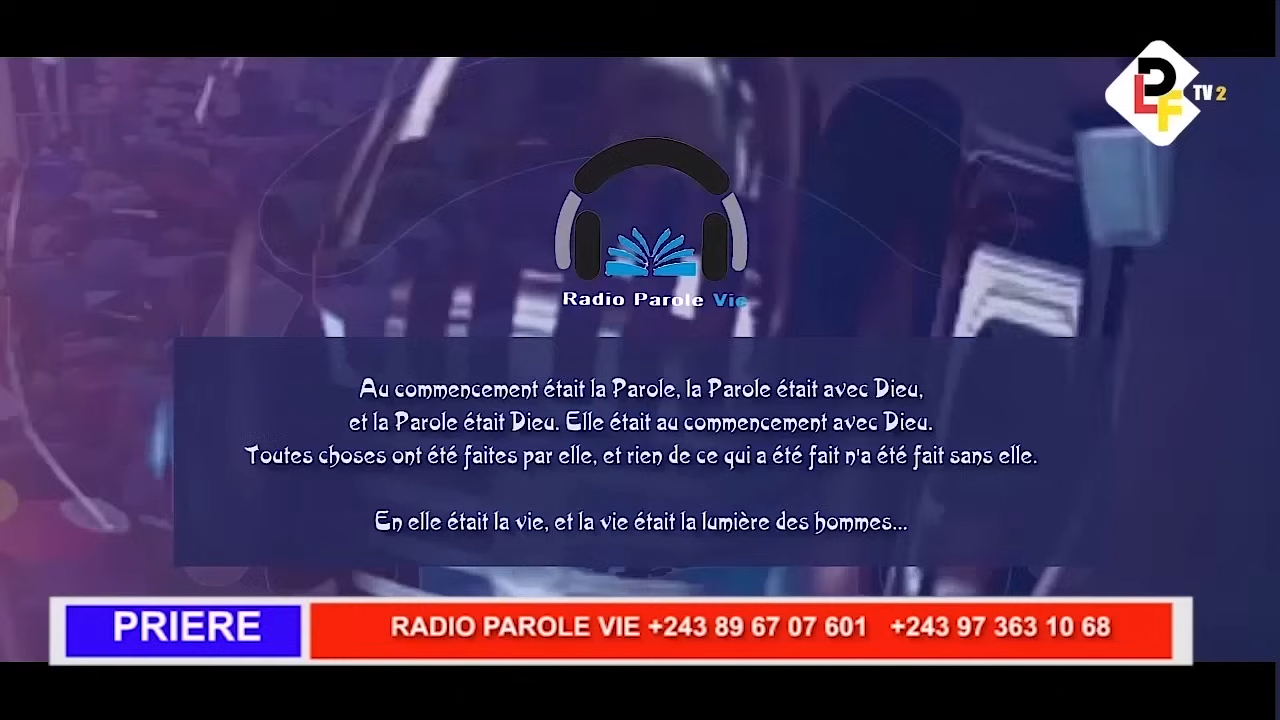 LDF TV 2
Radio Parole Vie
Au commencement était la Parole, la Parole était avec Dieu,
et la Parole était Dieu. Elle était au commencement avec Dieu.
Toutes choses ont été faites par elle, et rien de ce qui a été fait n'a été fait sans elle.
En elle était la vie, et la vie était la lumière des hommes...
PRIERE RADIO PAROLE VIE +243 89 67 07 601 +243 97 363 10 68